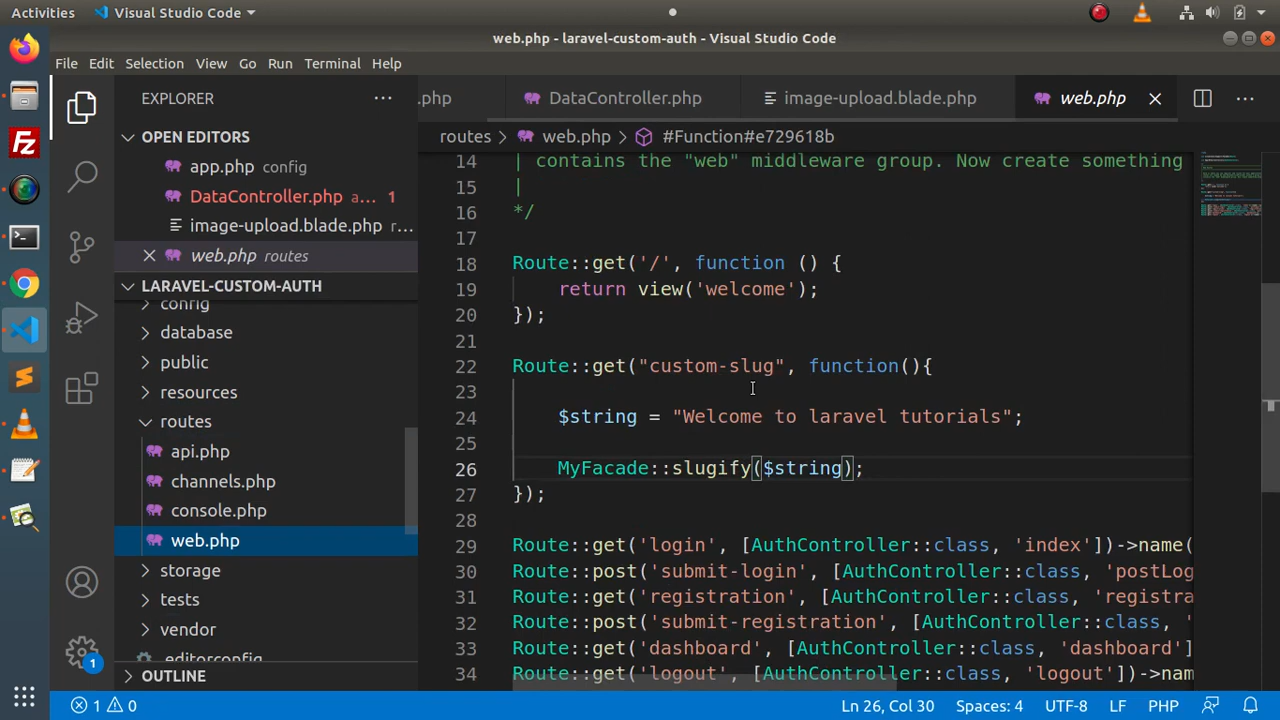 Activities
Visual Studio Code
web.php - laravel-custom-auth - Visual Studio Code
File Edit Selection View Go Run Terminal Help
EXPLORER
.php
DataController.php
image-upload.blade.php
web.php
routes > web.php > #Function#e729618b
OPEN EDITORS
app.php config
DataController.php a... 1
image-upload.blade.php r...
web.php routes
LARAVEL-CUSTOM-AUTH
config
database
public
resources
routes
api.php
channels.php
console.php
web.php
storage
tests
vendor
.editorconfig
OUTLINE
14 | contains the "web" middleware group. Now create something
15 |
16 */
17
18 Route::get('/', function () {
19 return view('welcome');
20 });
21
22 Route::get("custom-slug", function(){
23
24 $string = "Welcome to laravel tutorials";
25
26 MyFacade::slugify($string);
27 });
28
29 Route::get('login', [AuthController::class, 'index'])->name(
30 Route::post('submit-login', [AuthController::class, 'postLog
31 Route::get('registration', [AuthController::class, 'registra
32 Route::post('submit-registration', [AuthController::class, '
33 Route::get('dashboard', [AuthController::class, 'dashboard']
34 Route::get('logout', [AuthController::class, 'logout'])->nam
1
1 0
Ln 26, Col 30
Spaces: 4
UTF-8
LF
PHP